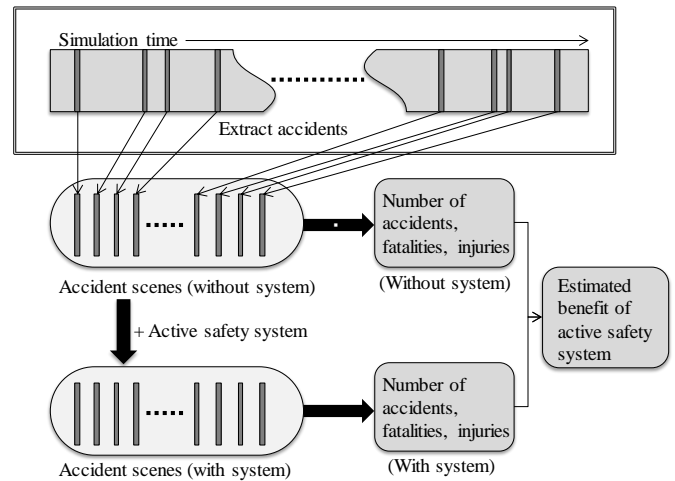 Simulation time
Extract accidents
Number of
accidents,
fatalities, injuries
(Without system)
Accident scenes (without system)
+ Active safety system
Estimated
benefit of
active safety
system
Number of
accidents,
fatalities, injuries
(With system)
Accident scenes (with system)